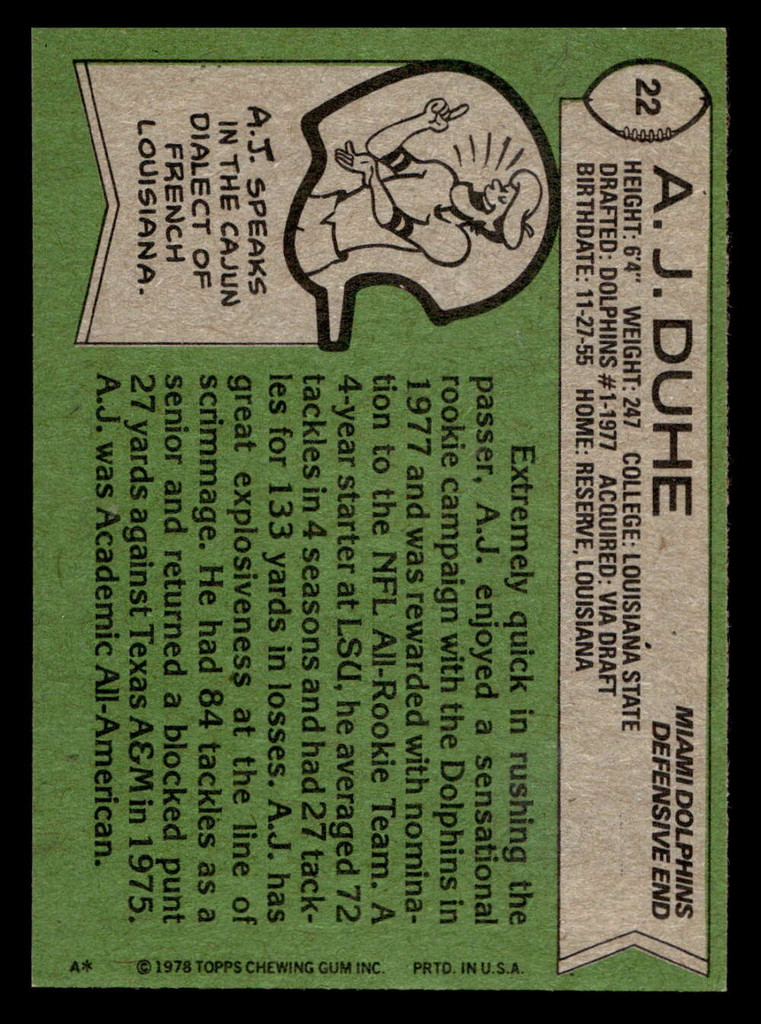 22
A. J. DUHE
MIAMI DOLPHINS
DEFENSIVE END
HEIGHT: 6'4" WEIGHT: 247 COLLEGE: LOUISIANA STATE
DRAFTED: DOLPHINS #1-1977 ACQUIRED: VIA DRAFT
BIRTHDATE: 11-27-55 HOME: RESERVE, LOUISIANA
A.J. SPEAKS
IN THE CAJUN
DIALECT OF
FRENCH
LOUISIANA.
Extremely quick in rushing the
passer, A.J. enjoyed a sensational
rookie campaign with the Dolphins in
1977 and was rewarded with nomina-
tion to the NFL All-Rookie Team. A
4-year starter at LSU, he averaged 72
tackles in 4 seasons and had 27 tack-
les for 133 yards in losses. A.J. has
great explosiveness at the line of
scrimmage. He had 84 tackles as a
senior and returned a blocked punt
27 yards against Texas A&M in 1975.
A.J. was Academic All-American.
A* © 1978 TOPPS CHEWING GUM INC. PRTD. IN U.S.A.